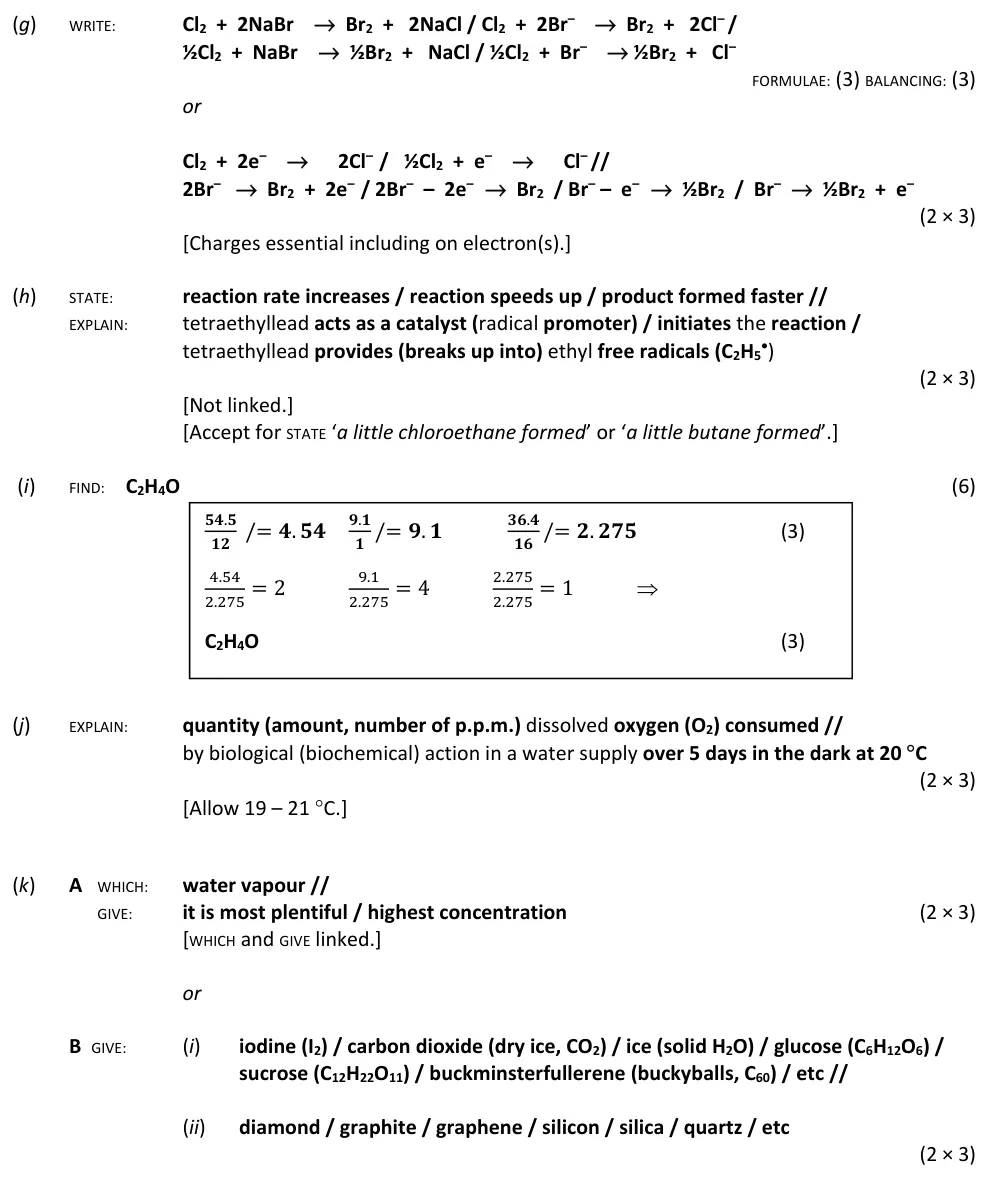 (g) WRITE: Cl₂ + 2NaBr → Br₂ + 2NaCl / Cl₂ + 2Br⁻ → Br₂ + 2Cl⁻ /
½Cl₂ + NaBr → ½Br₂ + NaCl / ½Cl₂ + Br⁻ → ½Br₂ + Cl⁻
FORMULAE: (3) BALANCING: (3)
or
Cl₂ + 2e⁻ → 2Cl⁻ / ½Cl₂ + e⁻ → Cl⁻ //
2Br⁻ → Br₂ + 2e⁻ / 2Br⁻ – 2e⁻ → Br₂ / Br⁻ – e⁻ → ½Br₂ / Br⁻ → ½Br₂ + e⁻
(2 × 3)
[Charges essential including on electron(s).]
(h) STATE: reaction rate increases / reaction speeds up / product formed faster //
EXPLAIN: tetraethyllead acts as a catalyst (radical promoter) / initiates the reaction /
tetraethyllead provides (breaks up into) ethyl free radicals (C₂H₅•)
(2 × 3)
[Not linked.]
[Accept for STATE ‘a little chloroethane formed’ or ‘a little butane formed’.]
(i) FIND: C₂H₄O (6)
54.5/12 /= 4.54 9.1/1 /= 9.1 36.4/16 /= 2.275 (3)
4.54/2.275 = 2 9.1/2.275 = 4 2.275/2.275 = 1 ⇒
C₂H₄O (3)
(j) EXPLAIN: quantity (amount, number of p.p.m.) dissolved oxygen (O₂) consumed //
by biological (biochemical) action in a water supply over 5 days in the dark at 20 °C
(2 × 3)
[Allow 19 – 21 °C.]
(k) A WHICH: water vapour //
GIVE: it is most plentiful / highest concentration (2 × 3)
[WHICH and GIVE linked.]
or
B GIVE: (i) iodine (I₂) / carbon dioxide (dry ice, CO₂) / ice (solid H₂O) / glucose (C₆H₁₂O₆) /
sucrose (C₁₂H₂₂O₁₁) / buckminsterfullerene (buckyballs, C₆₀) / etc //
(ii) diamond / graphite / graphene / silicon / silica / quartz / etc
(2 × 3)